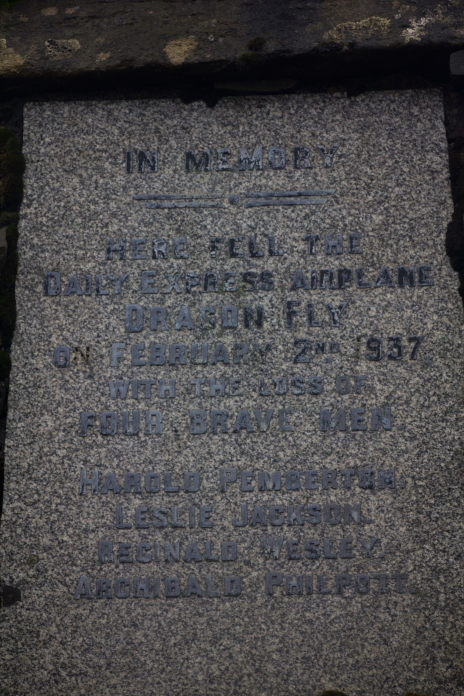 IN MEMORY
HERE FELL THE
DAILY EXPRESS AIRPLANE
DRAGON FLY
ON FEBRUARY 2ND 1937.
WITH THE LOSS OF
FOUR BRAVE MEN
HAROLD PEMBERTON.
LESLIE JACKSON.
REGINALD WESLEY.
ARCHIBALD PHILPOTT.